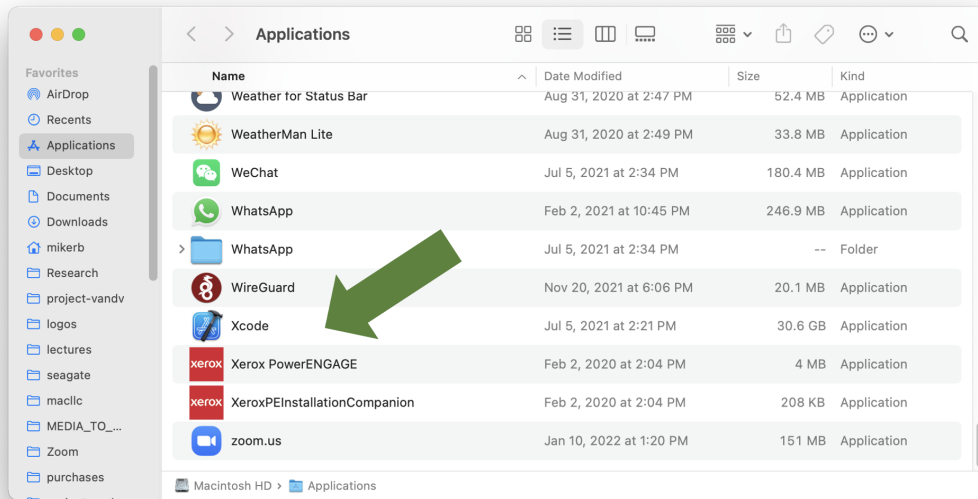 Applications
Name Date Modified Size Kind
Favorites
AirDrop
Recents
Applications
Desktop
Documents
Downloads
mikerb
Research
project-vandv
logos
lectures
seagate
macllc
MEDIA_TO_...
Zoom
purchases
Weather for Status Bar Aug 31, 2020 at 2:47 PM 52.4 MB Application
WeatherMan Lite Aug 31, 2020 at 2:49 PM 33.8 MB Application
WeChat Jul 5, 2021 at 2:34 PM 180.4 MB Application
WhatsApp Feb 2, 2021 at 10:45 PM 246.9 MB Application
WhatsApp Jul 5, 2021 at 2:34 PM -- Folder
WireGuard Nov 20, 2021 at 6:06 PM 20.1 MB Application
Xcode Jul 5, 2021 at 2:21 PM 30.6 GB Application
xerox Xerox PowerENGAGE Feb 2, 2020 at 2:04 PM 4 MB Application
xerox XeroxPEInstallationCompanion Feb 2, 2020 at 2:04 PM 208 KB Application
zoom.us Jan 10, 2022 at 1:20 PM 151 MB Application
Macintosh HD > Applications